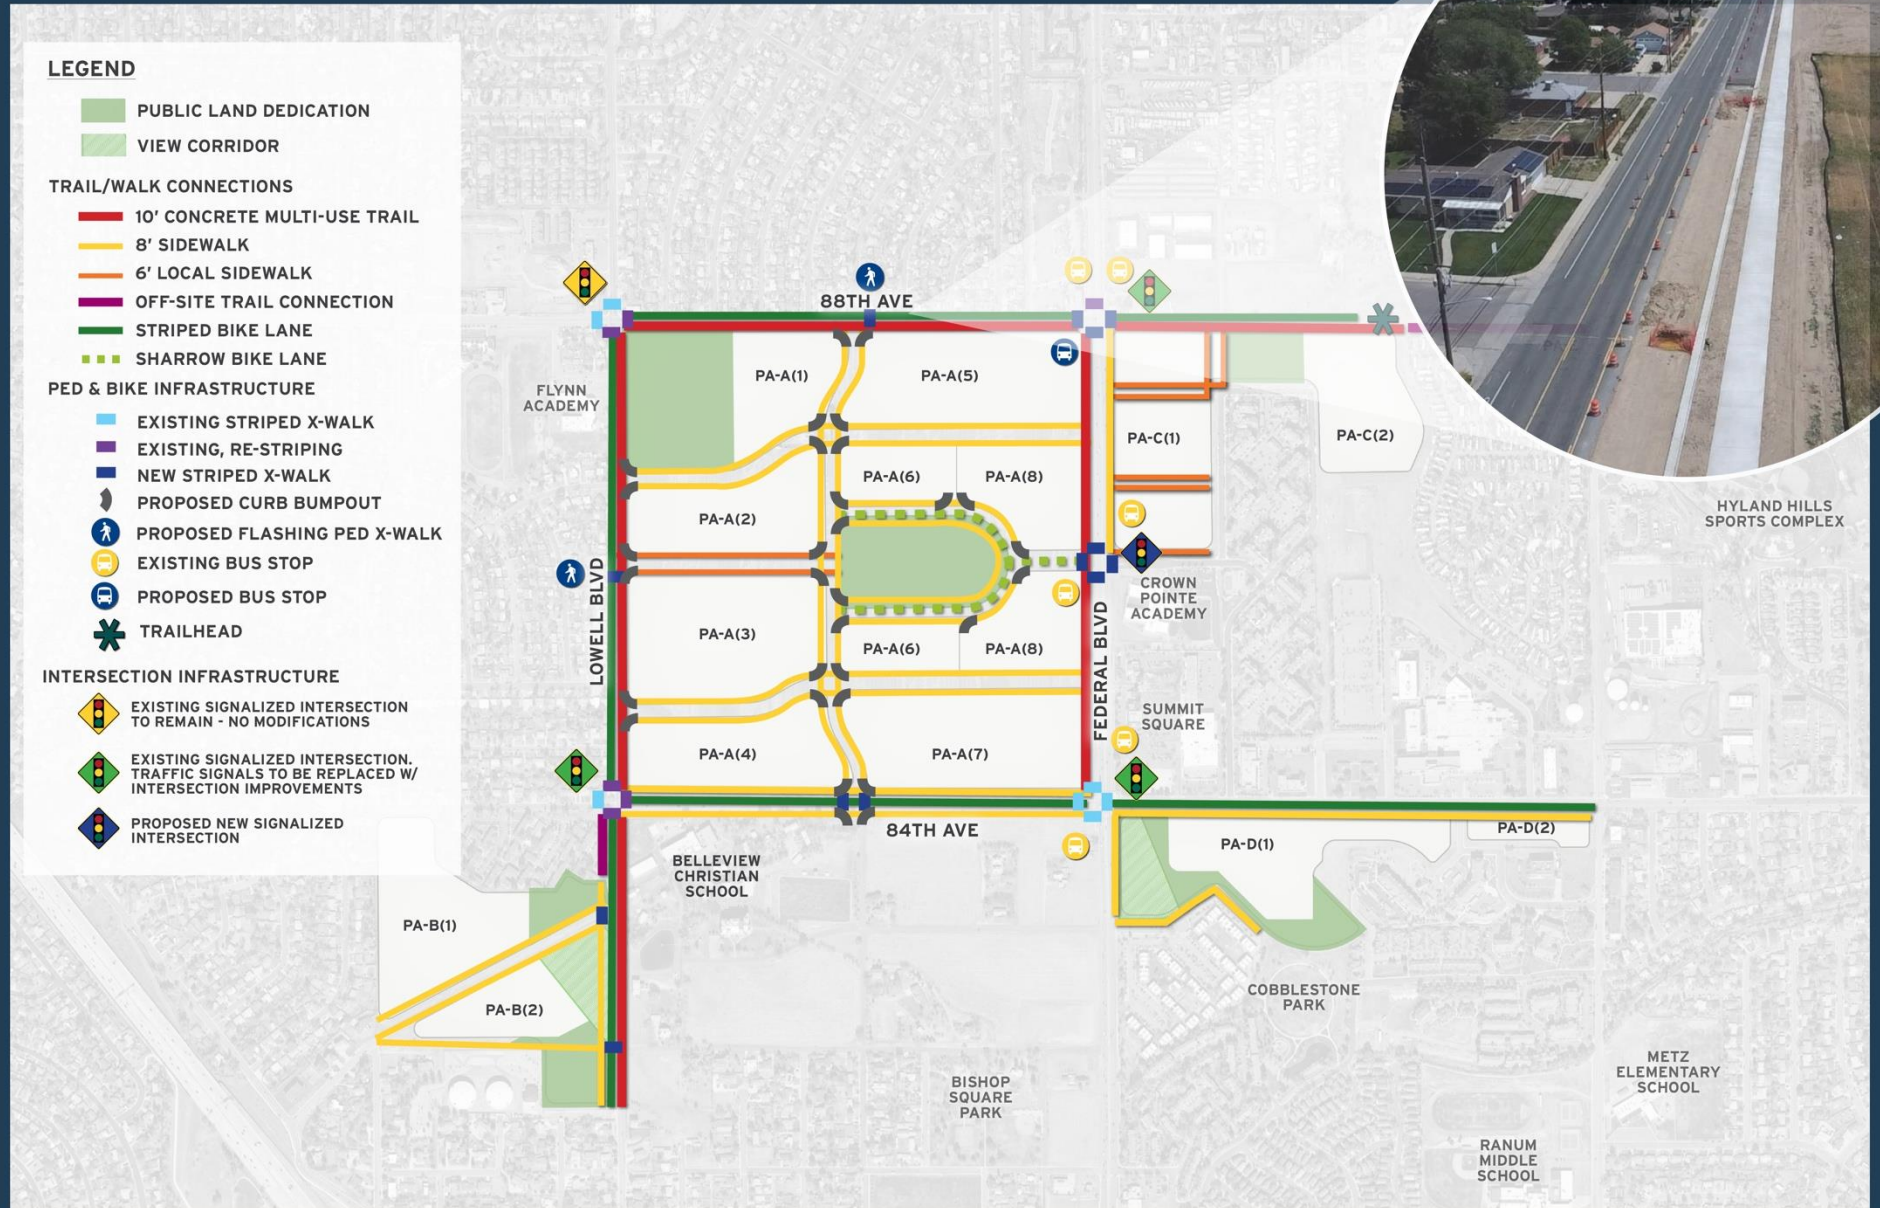 LEGEND
PUBLIC LAND DEDICATION
VIEW CORRIDOR
TRAIL/WALK CONNECTIONS
10' CONCRETE MULTI-USE TRAIL
8' SIDEWALK
6' LOCAL SIDEWALK
OFF-SITE TRAIL CONNECTION
STRIPED BIKE LANE
SHARROW BIKE LANE
PED & BIKE INFRASTRUCTURE
EXISTING STRIPED X-WALK
EXISTING, RE-STRIPING
NEW STRIPED X-WALK
PROPOSED CURB BUMPOUT
PROPOSED FLASHING PED X-WALK
EXISTING BUS STOP
PROPOSED BUS STOP
TRAILHEAD
INTERSECTION INFRASTRUCTURE
EXISTING SIGNALIZED INTERSECTION
TO REMAIN - NO MODIFICATIONS
EXISTING SIGNALIZED INTERSECTION.
TRAFFIC SIGNALS TO BE REPLACED W/
INTERSECTION IMPROVEMENTS
PROPOSED NEW SIGNALIZED
INTERSECTION
88TH AVE
FLYNN
ACADEMY
PA-A(1)
PA-A(5)
PA-C(1)
PA-C(2)
PA-A(6)
PA-A(8)
PA-A(2)
HYLAND HILLS
SPORTS COMPLEX
LOWELL BLVD
CROWN
POINTE
ACADEMY
FEDERAL BLVD
PA-A(3)
PA-A(6)
PA-A(8)
SUMMIT
SQUARE
PA-A(4)
PA-A(7)
84TH AVE
PA-D(1)
PA-D(2)
BELLEVIEW
CHRISTIAN
SCHOOL
PA-B(1)
PA-B(2)
COBBLESTONE
PARK
BISHOP
SQUARE
PARK
METZ
ELEMENTARY
SCHOOL
RANUM
MIDDLE
SCHOOL